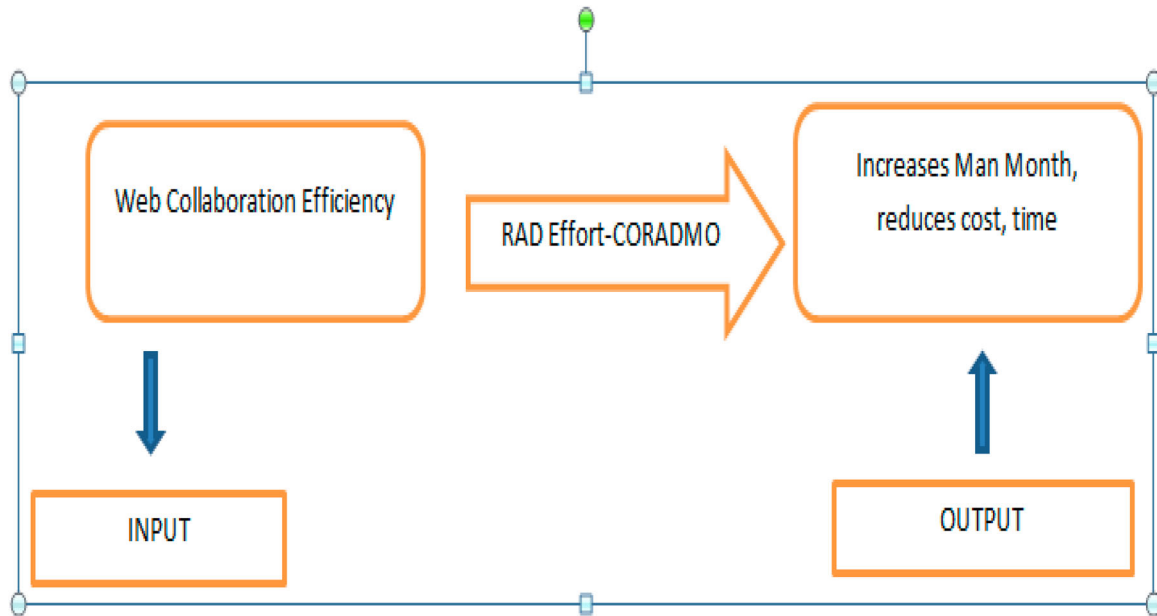 Web Collaboration Efficiency
RAD Effort-CORADMO
Increases Man Month,
reduces cost, time
INPUT
OUTPUT